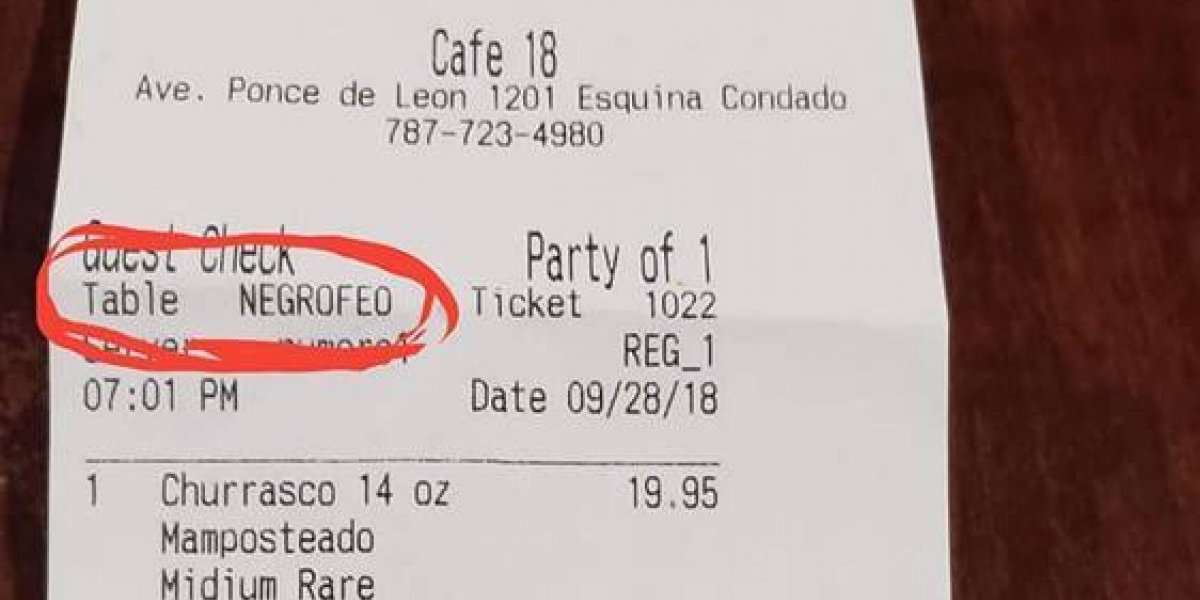 Cafe 18
Ave. Ponce de Leon 1201 Esquina Condado
787-723-4980
Guest Check Party of 1
Table NEGROFEO Ticket 1022
REG_1
07:01 PM Date 09/28/18
1 Churrasco 14 oz 19.95
Mamposteado
Midium Rare